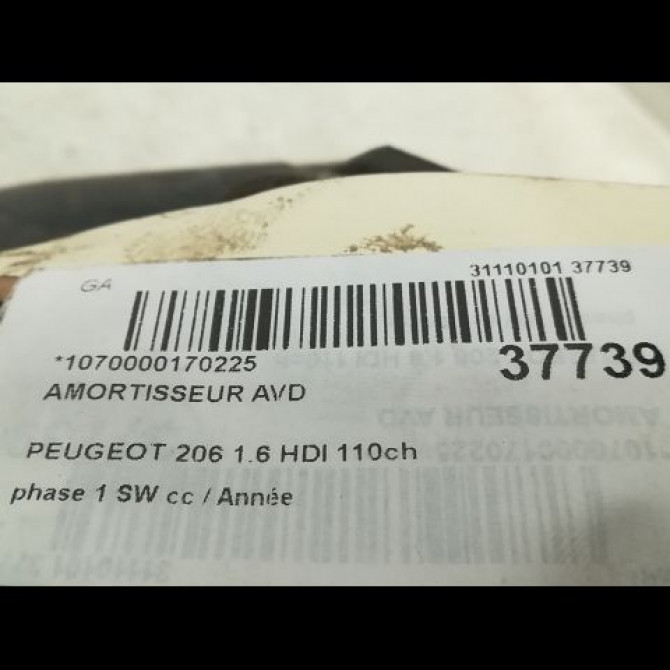 GA
31110101 37739
*1070000170225
37739
AMORTISSEUR AVD
PEUGEOT 206 1.6 HDI 110ch
phase 1 SW cc / Année